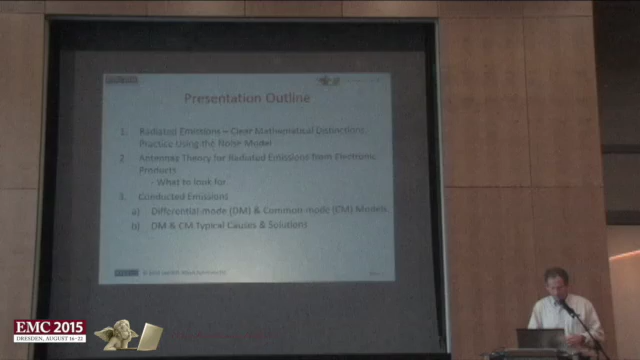 Presentation Outline
1. Radiated Emissions – Clear Mathematical Distinctions,
Practice Using the Noise Model
2. Antenna Theory for Radiated Emissions from Electronic
Products
- What to look for
3. Conducted Emissions
a) Differential-mode (DM) & Common-mode (CM) Models
b) DM & CM Typical Causes & Solutions
EMC 2015
DRESDEN, AUGUST 16-22